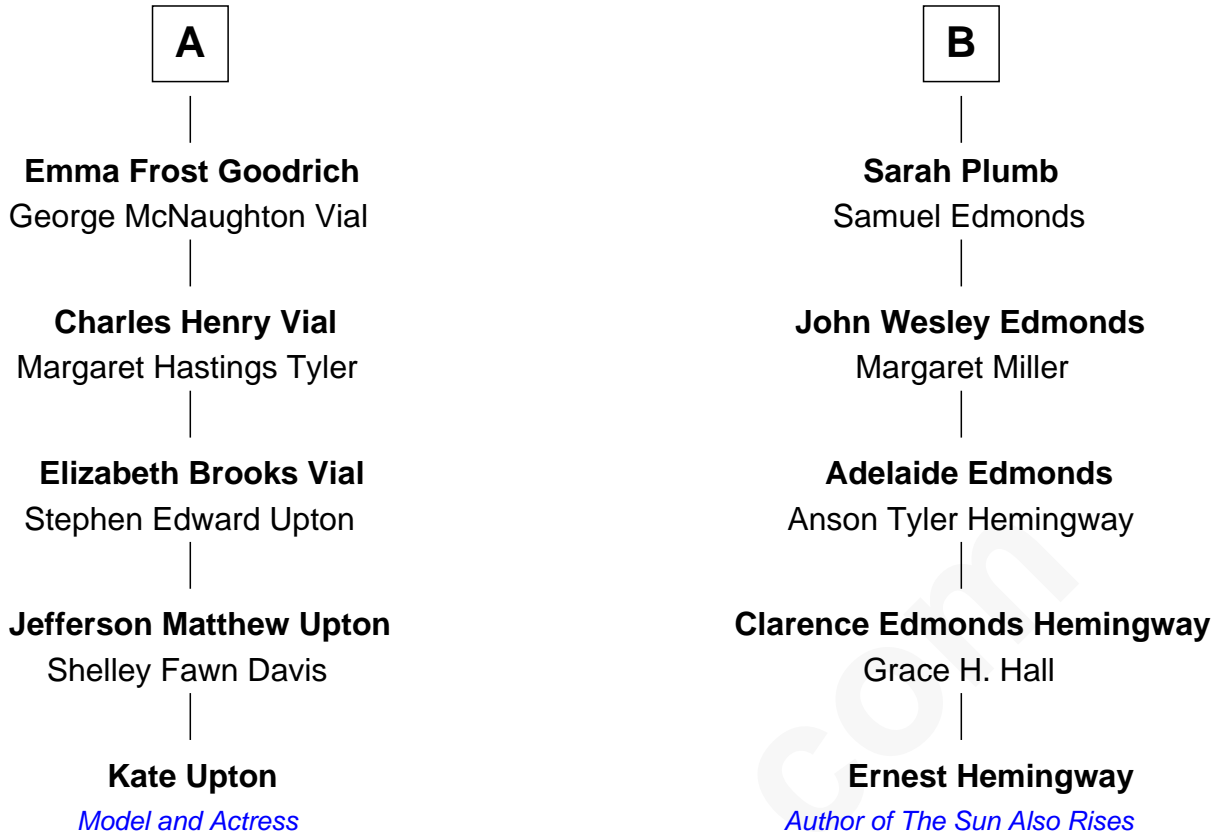 A
Emma Frost Goodrich
George McNaughton Vial
Charles Henry Vial
Margaret Hastings Tyler
Elizabeth Brooks Vial
Stephen Edward Upton
Jefferson Matthew Upton
Shelley Fawn Davis
Kate Upton
Model and Actress
B
Sarah Plumb
Samuel Edmonds
John Wesley Edmonds
Margaret Miller
Adelaide Edmonds
Anson Tyler Hemingway
Clarence Edmonds Hemingway
Grace H. Hall
Ernest Hemingway
Author of The Sun Also Rises
com